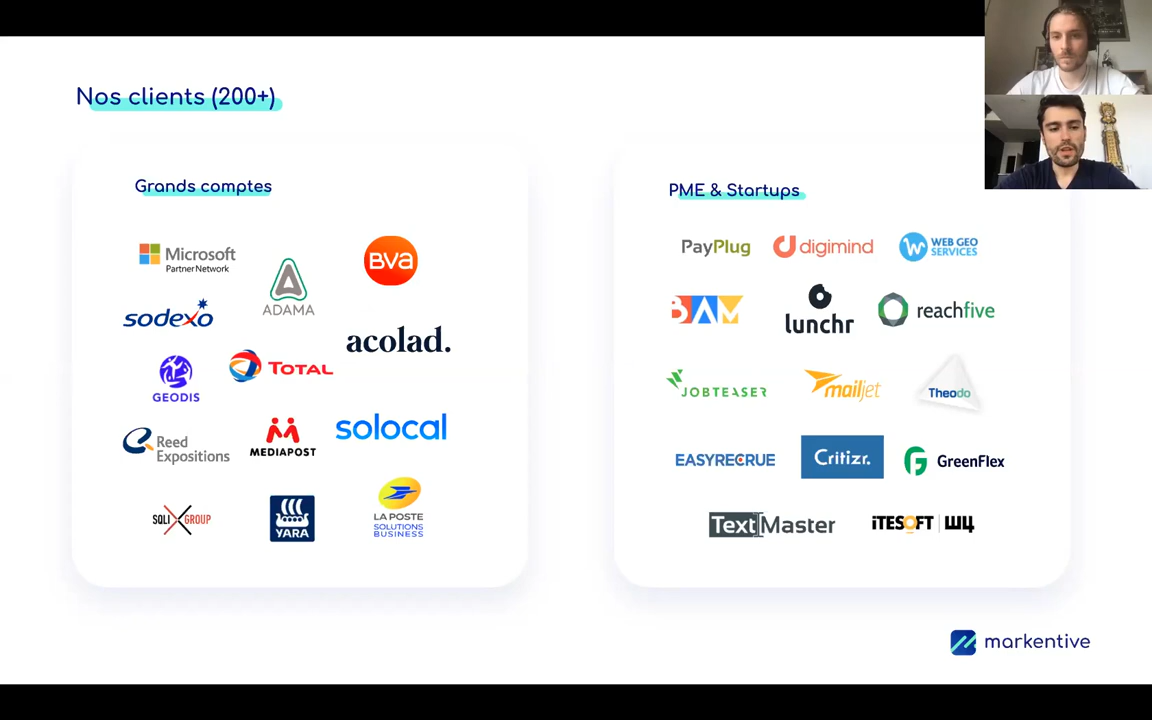 Nos clients (200+)
Grands comptes
Microsoft
Partner Network
ADAMA
BVA
sodexo
acolad.
GEODIS
TOTAL
Reed
Expositions
MEDIAPOST
solocal
SQLI GROUP
YARA
LA POSTE
SOLUTIONS
BUSINESS
PME & Startups
PayPlug
digimind
WEB GEO
SERVICES
BAM
lunchr
reachfive
JOBTEASER
mailjet
Theodo
EASYRECRUE
Critizr.
GreenFlex
TextMaster
iTESOFT
markentive